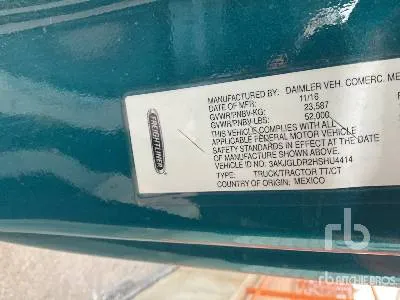 FREIGHTLINER
MANUFACTURED BY: DAIMLER VEH. COMERC. ME
DATE OF MFR: 11/16
GVWR/PNBV-KG: 23,587
GVWR/PNBV-LBS: 52,000
THIS VEHICLE COMPLIES WITH ALL
APPLICABLE FEDERAL MOTOR VEHICLE
SAFETY STANDARDS IN EFFECT AT THE DATE
OF MANUFACTURE SHOWN ABOVE.
VEHICLE ID NO.: 3AKJGLDR2HSHU4414
TYPE: TRUCK/TRACTOR TT/CT
COUNTRY OF ORIGIN: MEXICO
rb
RITCHIE BROS